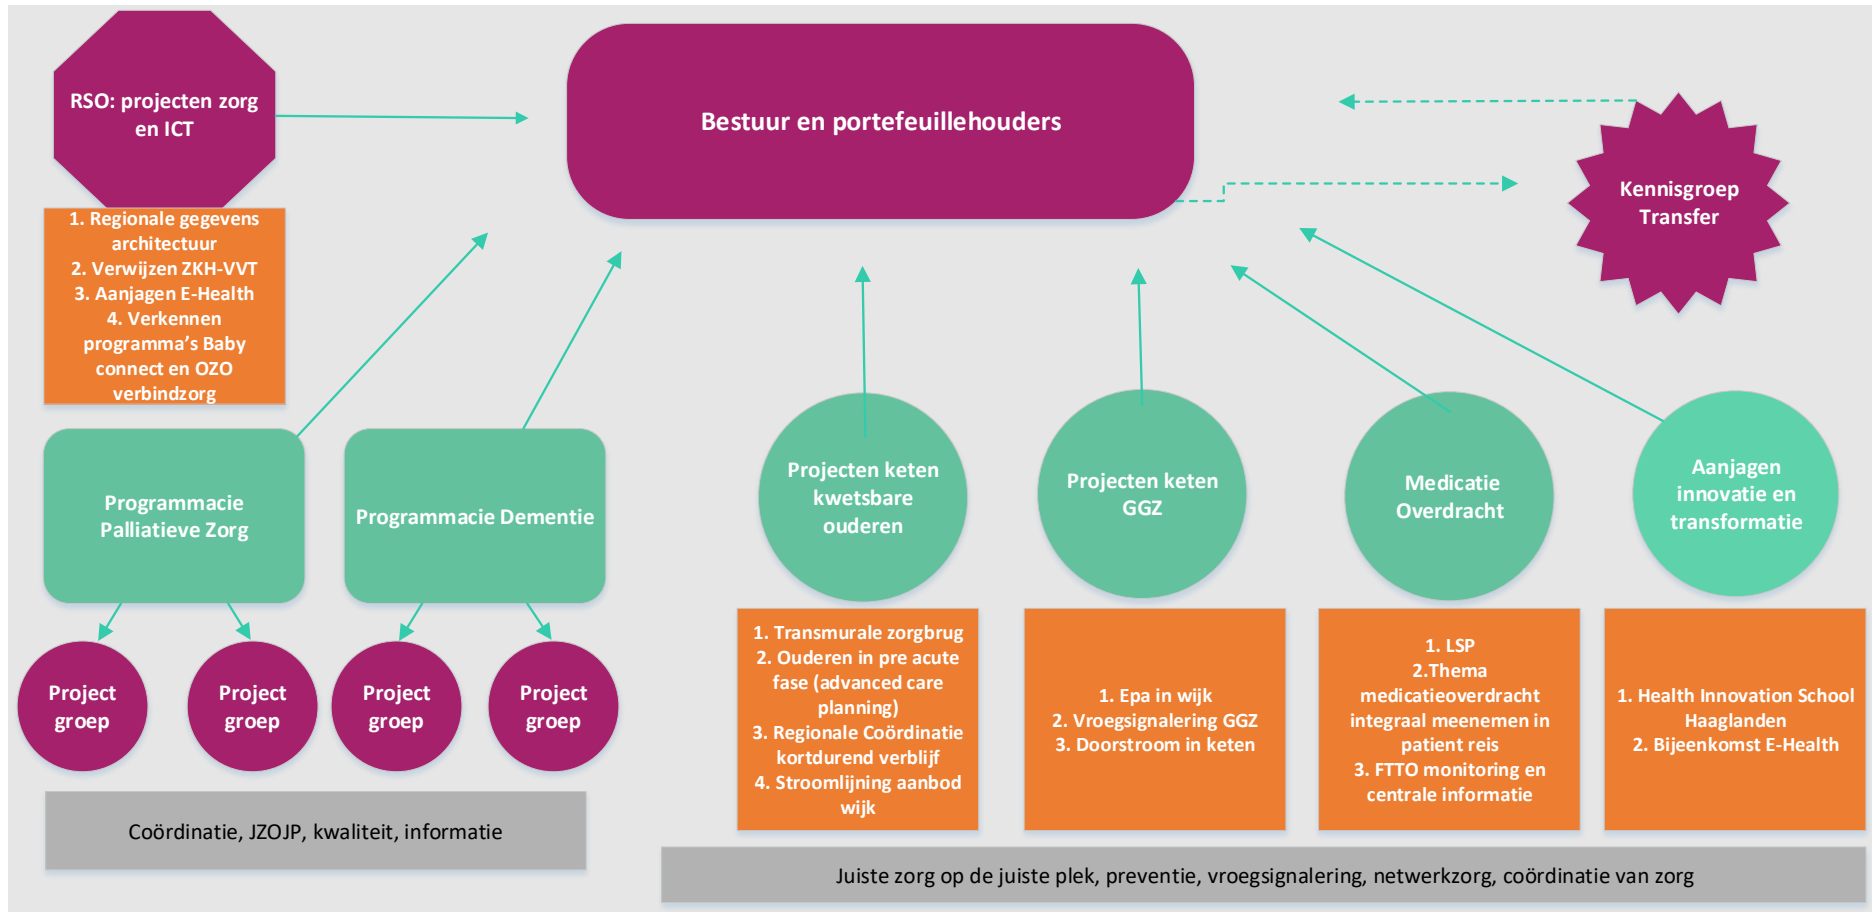 RSO: projecten zorg
en ICT
Bestuur en portefeuillehouders
Kennisgroep
Transfer
1. Regionale gegevens
architectuur
2. Verwijzen ZKH-VVT
3. Aanjagen E-Health
4. Verkennen
programma’s Baby
connect en OZO
verbindzorg
Programmacie
Palliatieve Zorg
Programmacie Dementie
Projecten keten
kwetsbare
ouderen
Projecten keten
GGZ
Medicatie
Overdracht
Aanjagen
innovatie en
transformatie
Project
groep
Project
groep
Project
groep
Project
groep
1. Transmurale zorgbrug
2. Ouderen in pre acute
fase (advanced care
planning)
3. Regionale Coördinatie
kortdurend verblijf
4. Stroomlijning aanbod
wijk
1. Epa in wijk
2. Vroegsignalering GGZ
3. Doorstroom in keten
1. LSP
2.Thema
medicatieoverdracht
integraal meenemen in
patient reis
3. FTTO monitoring en
centrale informatie
1. Health Innovation School
Haaglanden
2. Bijeenkomst E-Health
Coördinatie, JZOJP, kwaliteit, informatie
Juiste zorg op de juiste plek, preventie, vroegsignalering, netwerkzorg, coördinatie van zorg